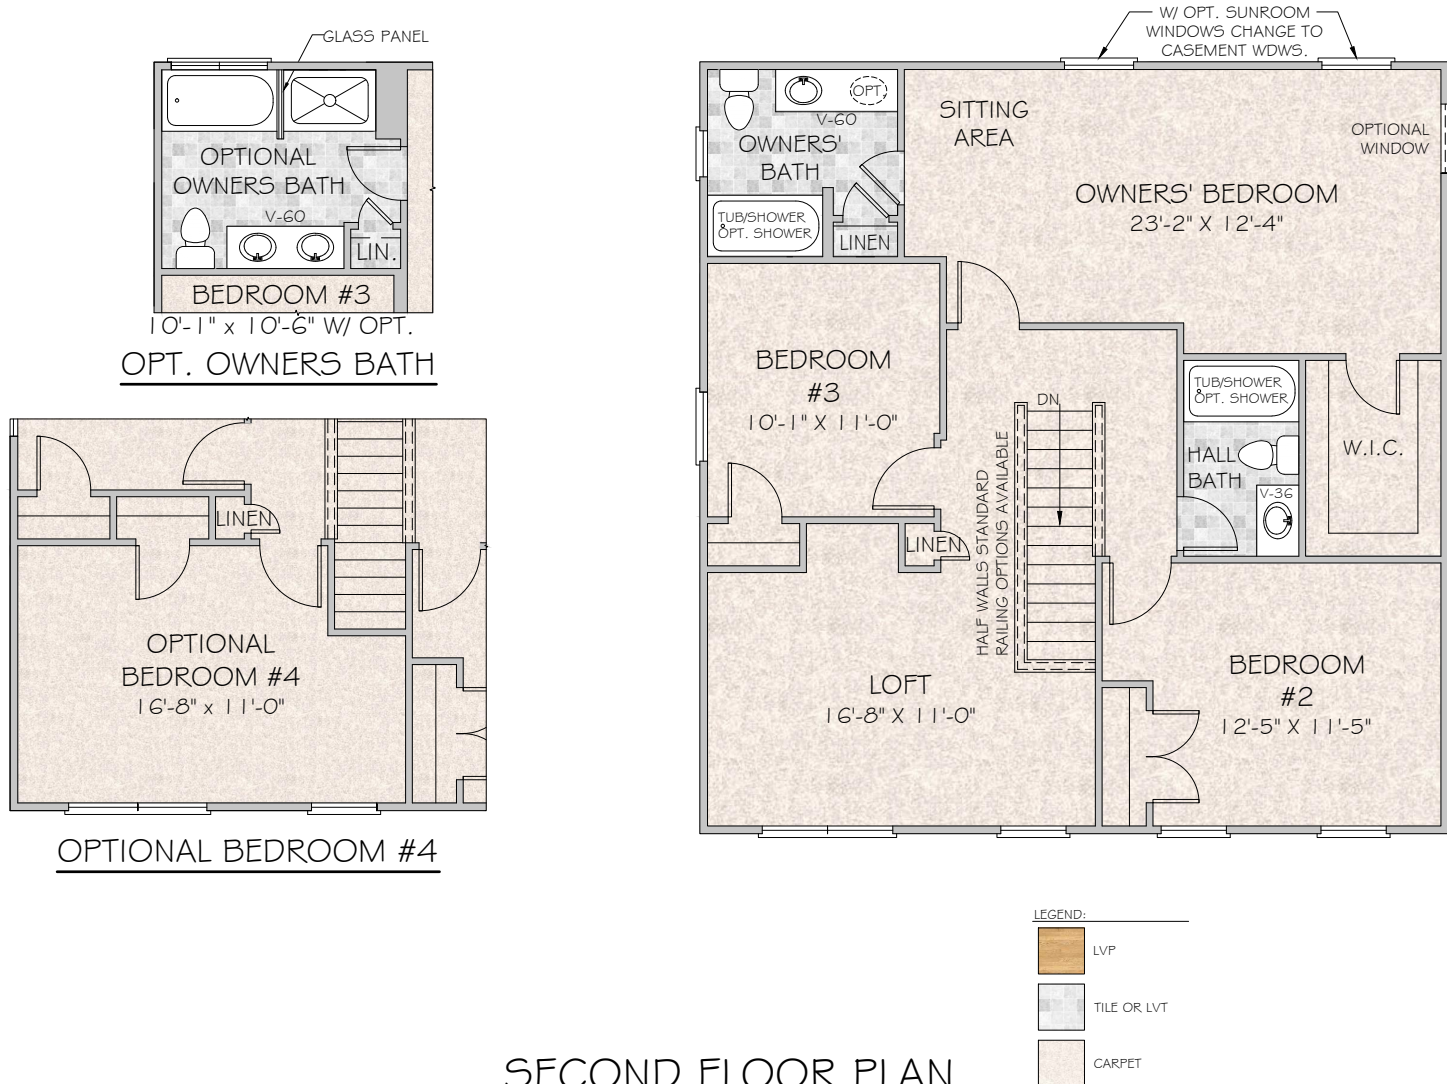 GLASS PANEL
OPTIONAL
OWNERS BATH
V-60
LIN.
BEDROOM #3
10'-1" x 10'-6" W/ OPT.
OPT. OWNERS BATH
LINEN
OPTIONAL
BEDROOM #4
16'-8" x 11'-0"
OPTIONAL BEDROOM #4
W/ OPT. SUNROOM
WINDOWS CHANGE TO
CASEMENT WDWS.
OPT.
V-60
OWNERS'
BATH
TUB/SHOWER
OPT. SHOWER
LINEN
SITTING
AREA
OPTIONAL
WINDOW
OWNERS' BEDROOM
23'-2" X 12'-4"
BEDROOM
#3
10'-1" X 11'-0"
DN
HALF WALLS STANDARD
RAILING OPTIONS AVAILABLE
TUB/SHOWER
OPT. SHOWER
HALL
BATH
V-36
W.I.C.
LINEN
LOFT
16'-8" X 11'-0"
BEDROOM
#2
12'-5" X 11'-5"
LEGEND:
LVP
TILE OR LVT
CARPET
SECOND FLOOR PLAN